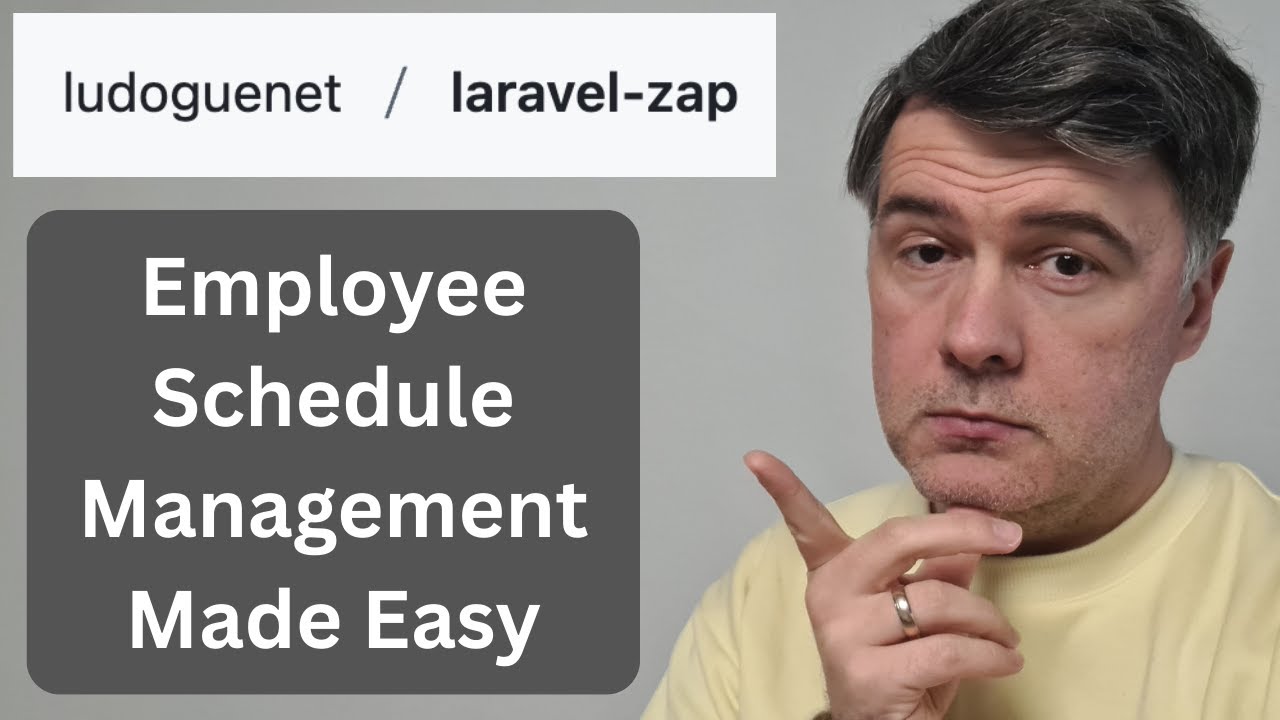 ludoguenet / laravel-zap
Employee
Schedule
Management
Made Easy